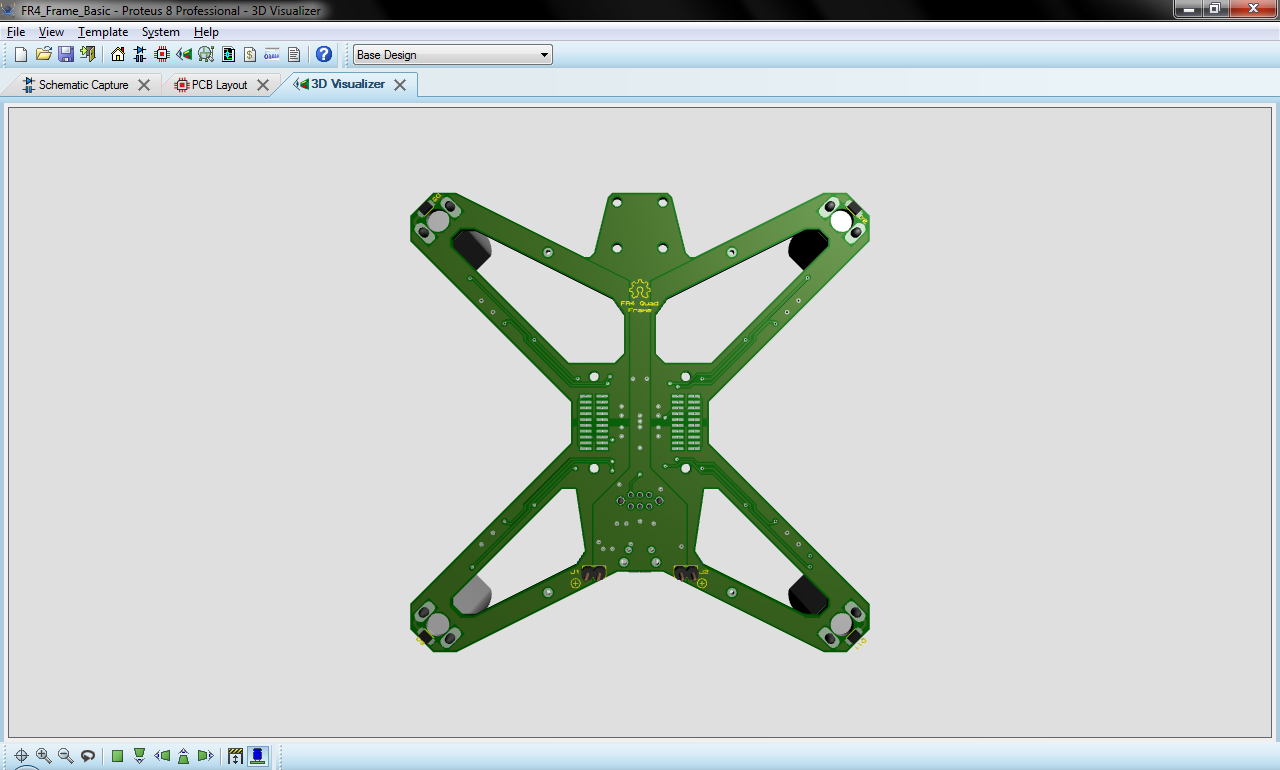 FR4_Frame_Basic - Proteus 8 Professional - 3D Visualizer
File View Template System Help
Base Design
Schematic Capture PCB Layout 3D Visualizer
FR4 Quad
Frame
J1